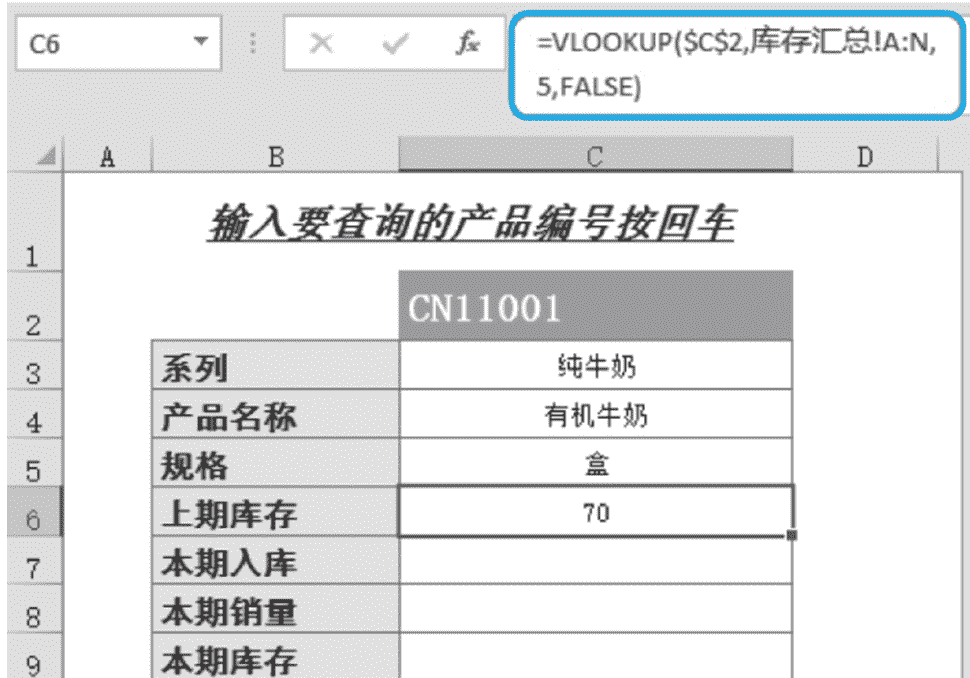 C6
fx
=VLOOKUP($C$2,库存汇总!A:N,
5,FALSE)
A B C D
1 输入要查询的产品编号按回车
2 CN11001
3 系列 纯牛奶
4 产品名称 有机牛奶
5 规格 盒
6 上期库存 70
7 本期入库
8 本期销量
9 本期库存